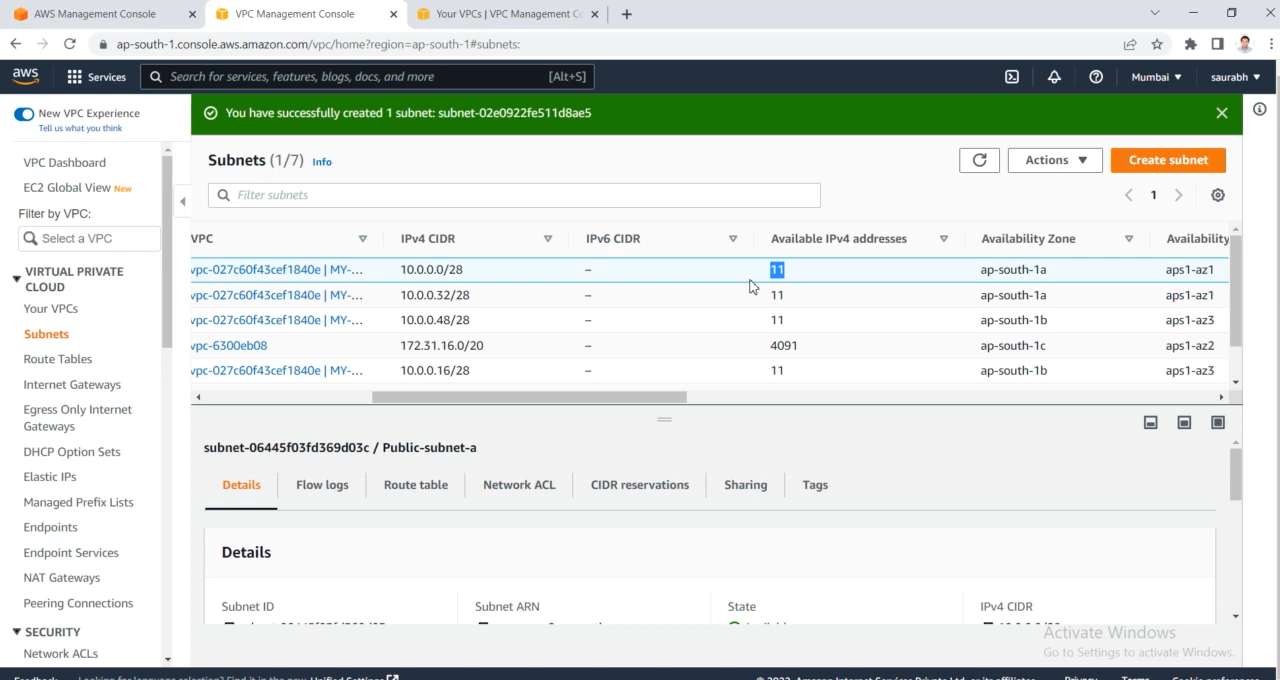 AWS Management Console
VPC Management Console
Your VPCs | VPC Management Co
ap-south-1.console.aws.amazon.com/vpc/home?region=ap-south-1#subnets:
aws
Services
Search for services, features, blogs, docs, and more
[Alt+S]
Mumbai
saurabh
New VPC Experience
Tell us what you think
You have successfully created 1 subnet: subnet-02e0922fe511d8ae5
VPC Dashboard
EC2 Global View New
Filter by VPC:
Select a VPC
VIRTUAL PRIVATE
CLOUD
Your VPCs
Subnets
Route Tables
Internet Gateways
Egress Only Internet
Gateways
DHCP Option Sets
Elastic IPs
Managed Prefix Lists
Endpoints
Endpoint Services
NAT Gateways
Peering Connections
SECURITY
Network ACLs
Subnets (1/7) Info
Actions
Create subnet
Filter subnets
1
VPC IPv4 CIDR IPv6 CIDR Available IPv4 addresses Availability Zone Availability
vpc-027c60f43cef1840e | MY-... 10.0.0.0/28 – 11 ap-south-1a aps1-az1
vpc-027c60f43cef1840e | MY-... 10.0.0.32/28 – 11 ap-south-1a aps1-az1
vpc-027c60f43cef1840e | MY-... 10.0.0.48/28 – 11 ap-south-1b aps1-az3
vpc-6300eb08 172.31.16.0/20 – 4091 ap-south-1c aps1-az2
vpc-027c60f43cef1840e | MY-... 10.0.0.16/28 – 11 ap-south-1b aps1-az3
subnet-06445f03fd369d03c / Public-subnet-a
Details Flow logs Route table Network ACL CIDR reservations Sharing Tags
Details
Subnet ID Subnet ARN State IPv4 CIDR
Activate Windows
Go to Settings to activate Windows.